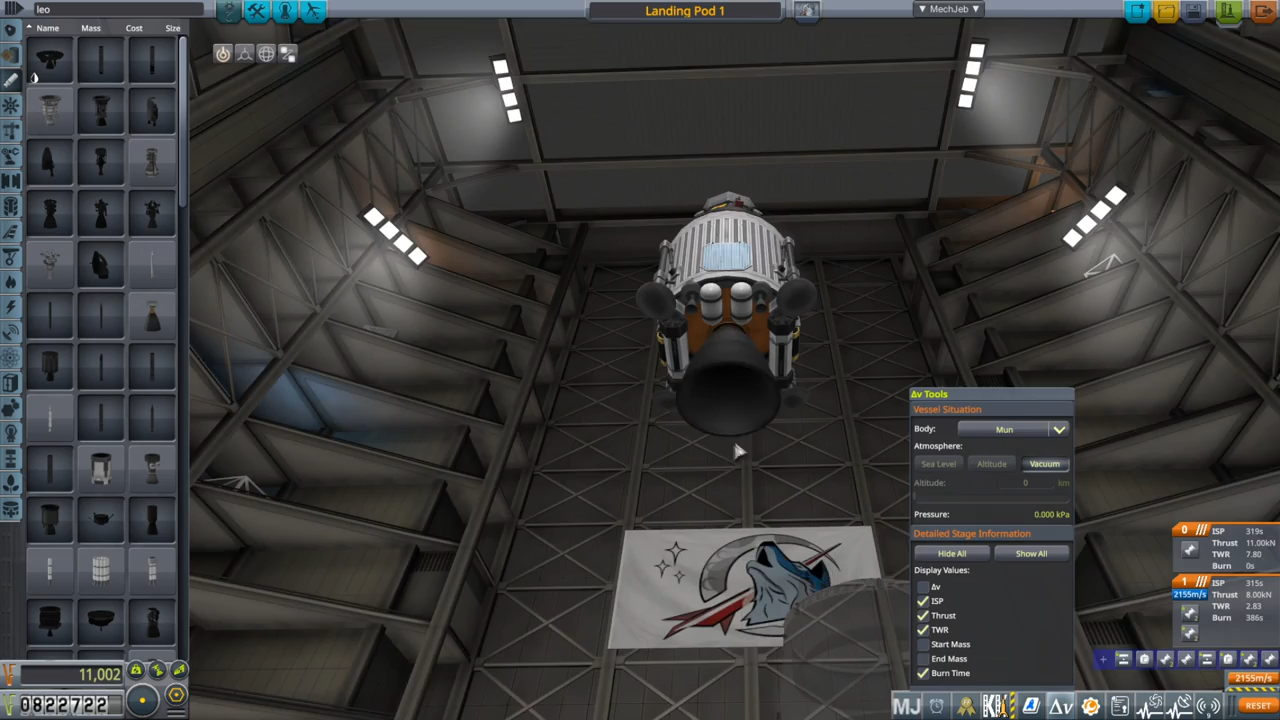 leo
Landing Pod 1
▼ MechJeb ▼
Name Mass Cost Size
Δv Tools
Vessel Situation
Body: Mun
Atmosphere:
Sea Level Altitude Vacuum
Altitude: 0 km
Pressure: 0.000 kPa
Detailed Stage Information
Hide All Show All
Display Values:
Δv
ISP
Thrust
TWR
Start Mass
End Mass
Burn Time
0 ISP 319s
Thrust 11.00kN
TWR 7.80
Burn 0s
1 ISP 315s
2155m/s Thrust 8.00kN
TWR 2.83
Burn 386s
2155m/s
11,002
0822722
MJ Δv RESET